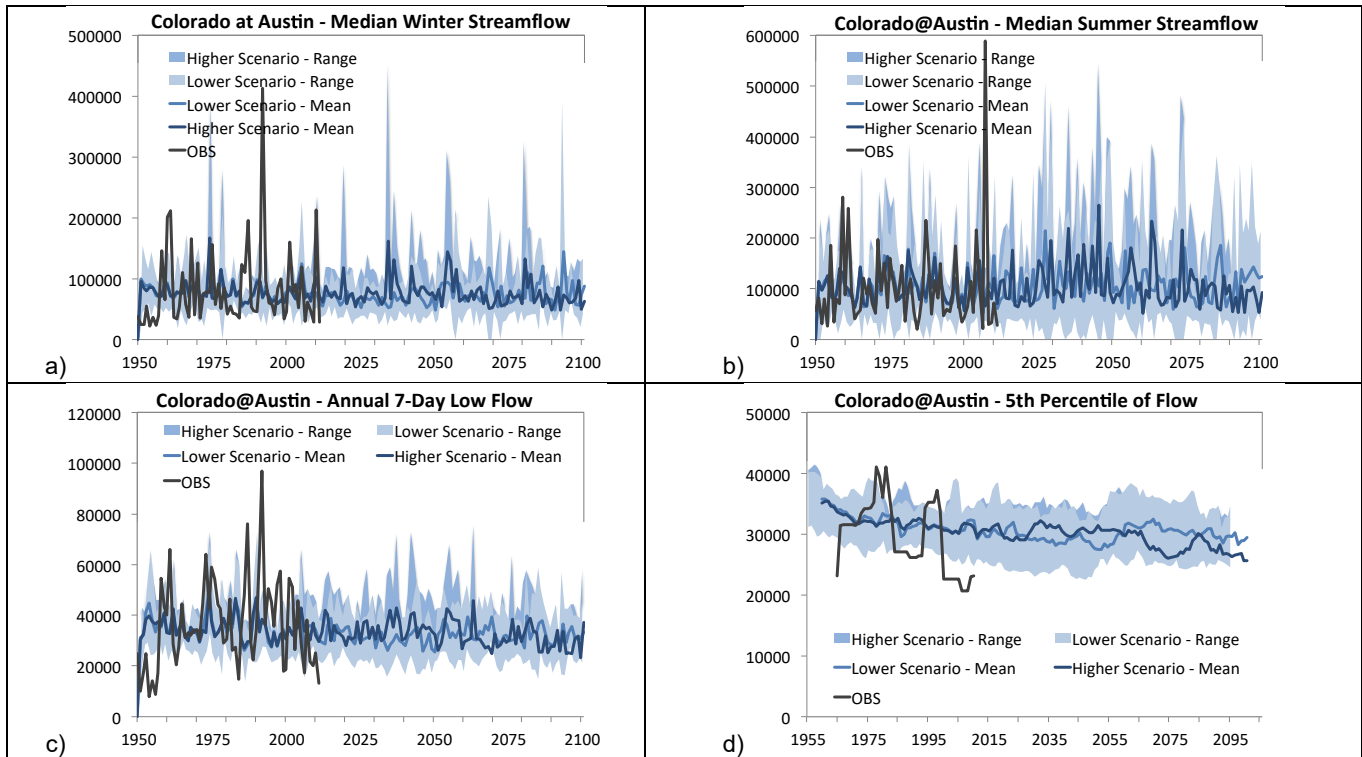 Colorado at Austin - Median Winter Streamflow
500000
400000
300000
200000
100000
0
Higher Scenario - Range
Lower Scenario - Range
Lower Scenario - Mean
Higher Scenario - Mean
OBS
1950 1975 2000 2025 2050 2075 2100
a)
Colorado@Austin - Median Summer Streamflow
600000
500000
400000
300000
200000
100000
0
Higher Scenario - Range
Lower Scenario - Range
Lower Scenario - Mean
Higher Scenario - Mean
OBS
1950 1975 2000 2025 2050 2075 2100
b)
Colorado@Austin - Annual 7-Day Low Flow
120000
100000
80000
60000
40000
20000
0
Higher Scenario - Range Lower Scenario - Range
Lower Scenario - Mean Higher Scenario - Mean
OBS
1950 1975 2000 2025 2050 2075 2100
c)
Colorado@Austin - 5th Percentile of Flow
50000
40000
30000
20000
10000
0
Higher Scenario - Range Lower Scenario - Range
Lower Scenario - Mean Higher Scenario - Mean
OBS
1955 1975 1995 2015 2035 2055 2075 2095
d)